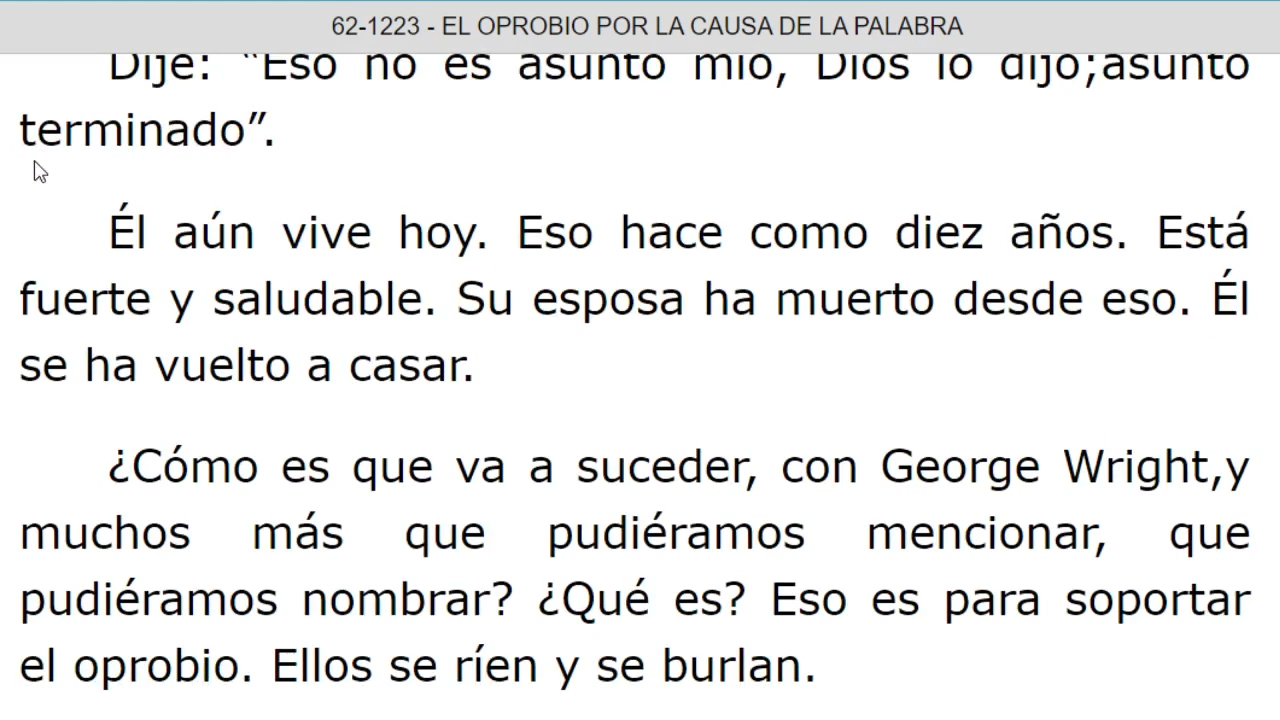 62-1223 - EL OPROBIO POR LA CAUSA DE LA PALABRA
Dije: “Eso no es asunto mío, Dios lo dijo;asunto
terminado”.
Él aún vive hoy. Eso hace como diez años. Está
fuerte y saludable. Su esposa ha muerto desde eso. Él
se ha vuelto a casar.
¿Cómo es que va a suceder, con George Wright,y
muchos más que pudiéramos mencionar, que
pudiéramos nombrar? ¿Qué es? Eso es para soportar
el oprobio. Ellos se ríen y se burlan.